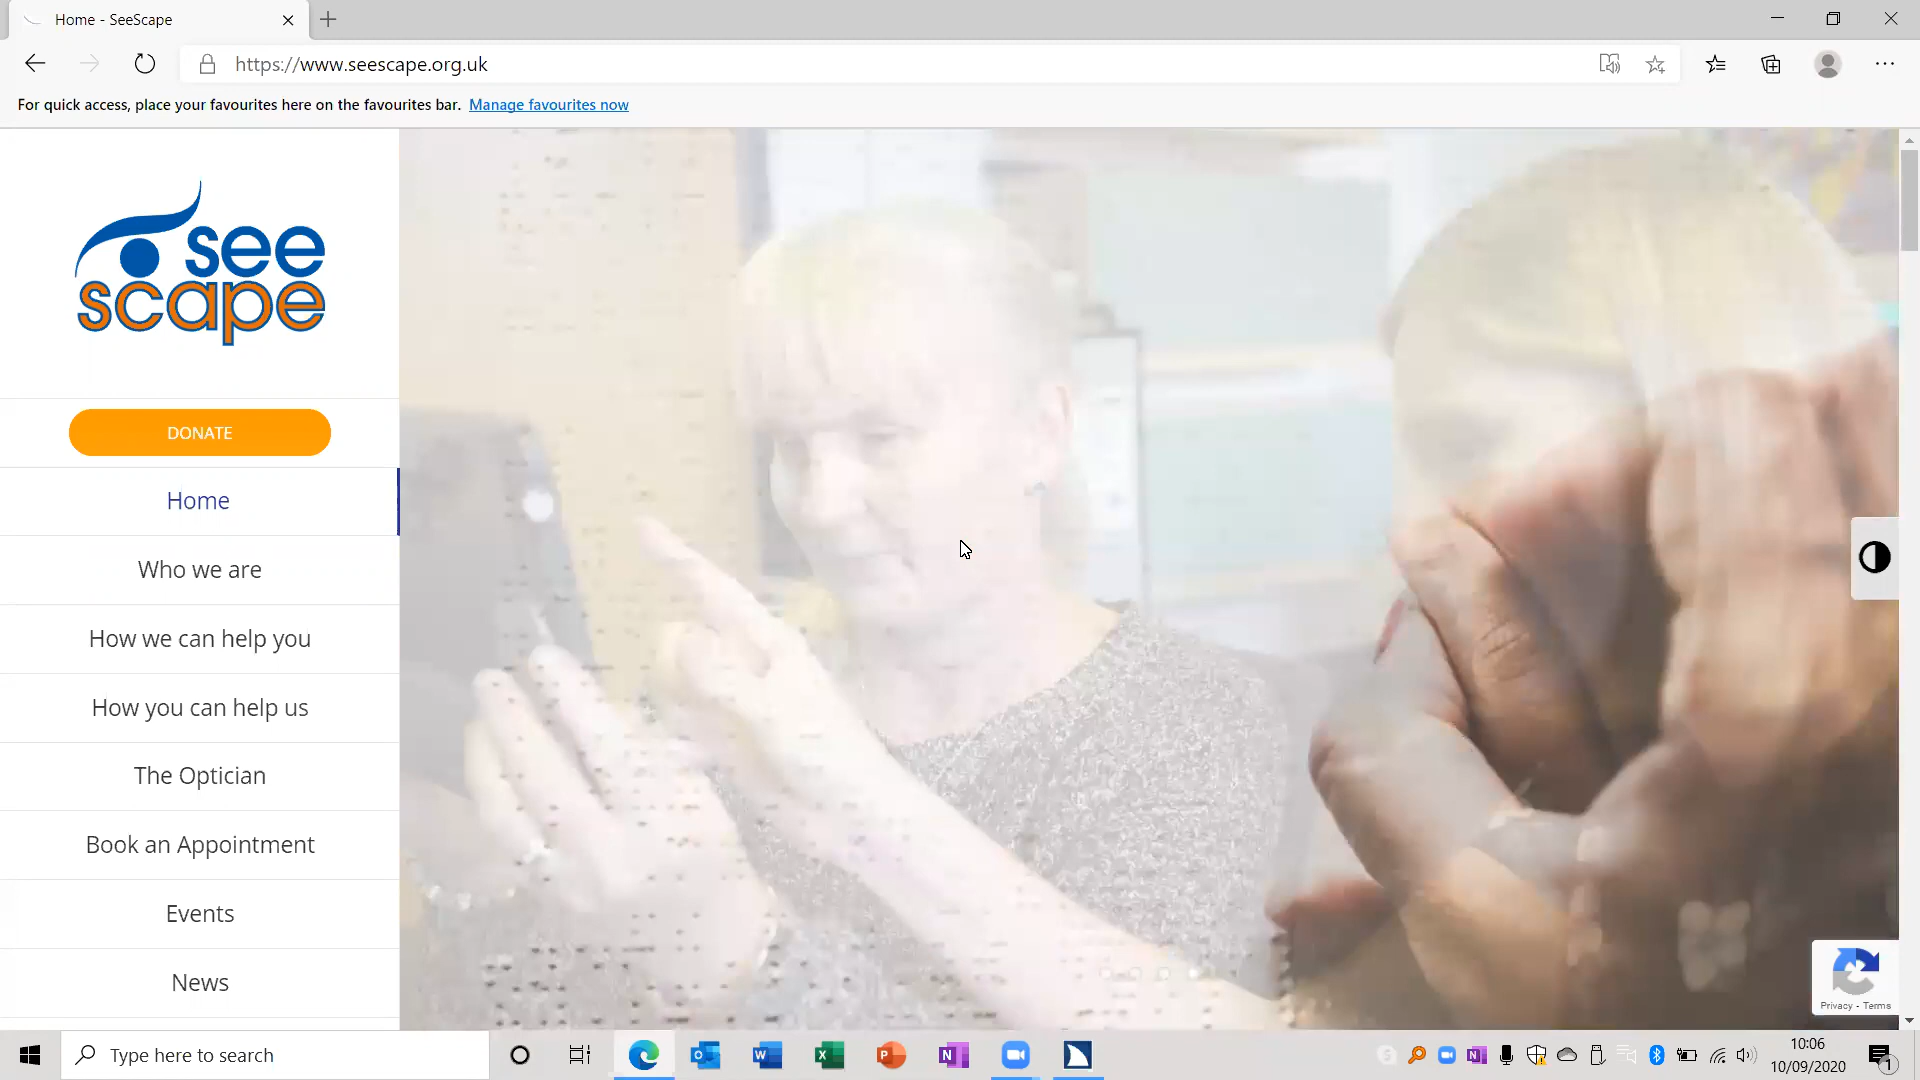 Home - SeeScape
https://www.seescape.org.uk
For quick access, place your favourites here on the favourites bar. Manage favourites now
see
scape
DONATE
Home
Who we are
How we can help you
How you can help us
The Optician
Book an Appointment
Events
News
Privacy - Terms
Type here to search
10:06
10/09/2020
1